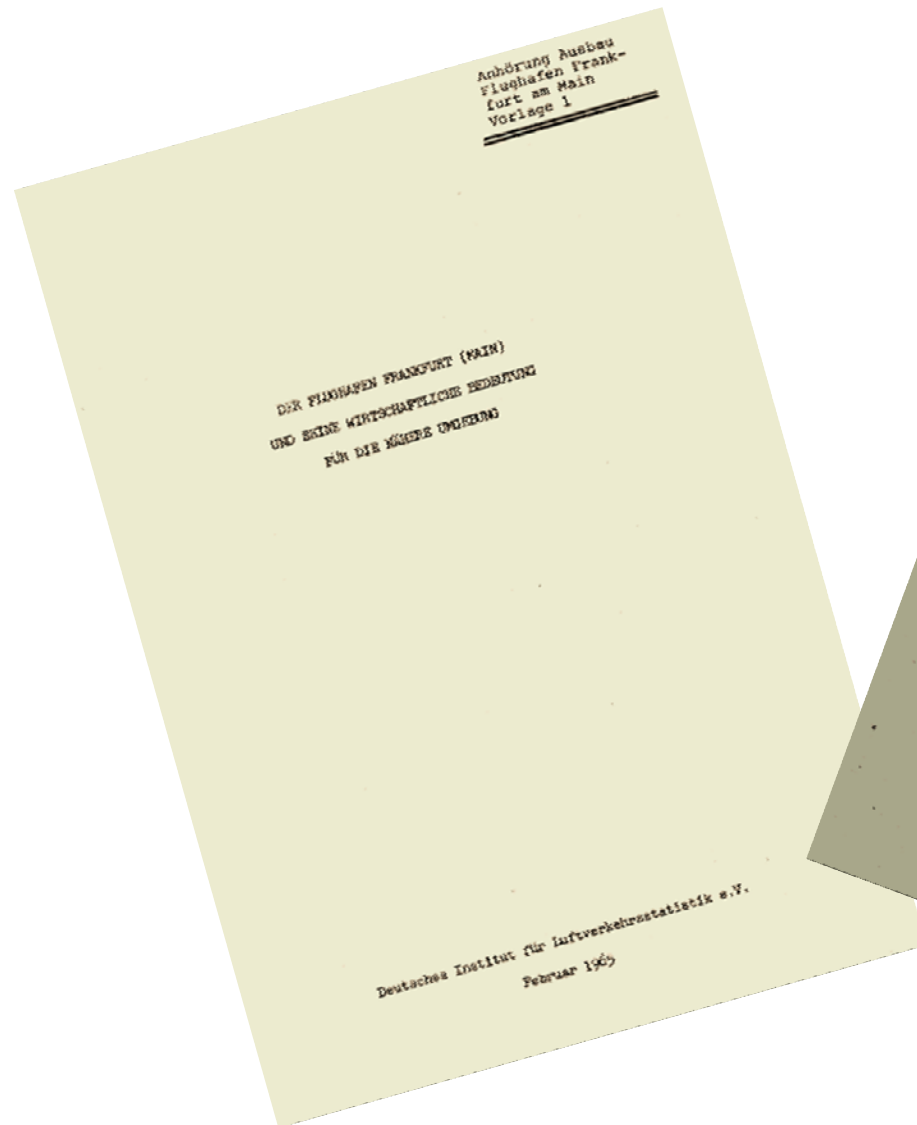 Anhörung Ausbau
Flughafen Frank-
furt am Main
Vorlage 1
DER FLUGHAFEN FRANKFURT (MAIN)
UND SEINE WIRTSCHAFTLICHE BEDEUTUNG
FÜR DIE NÄHERE UMGEBUNG
Deutsches Institut für Luftverkehrsstatistik e.V.
Februar 1965